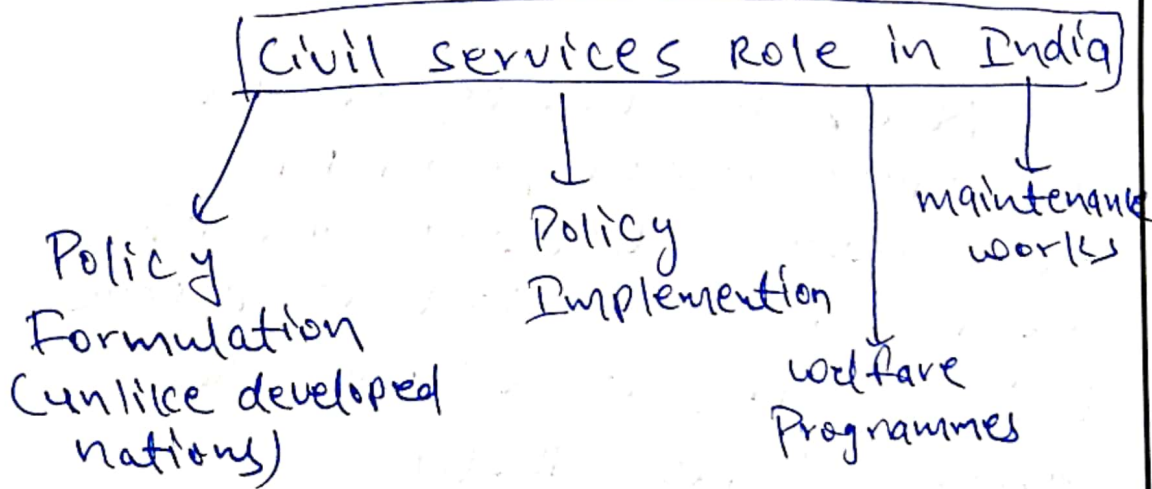 Civil services Role in India
Policy
Formulation
(unlike developed
nations)
Policy
Implemention
welfare
Programmes
maintenance
works